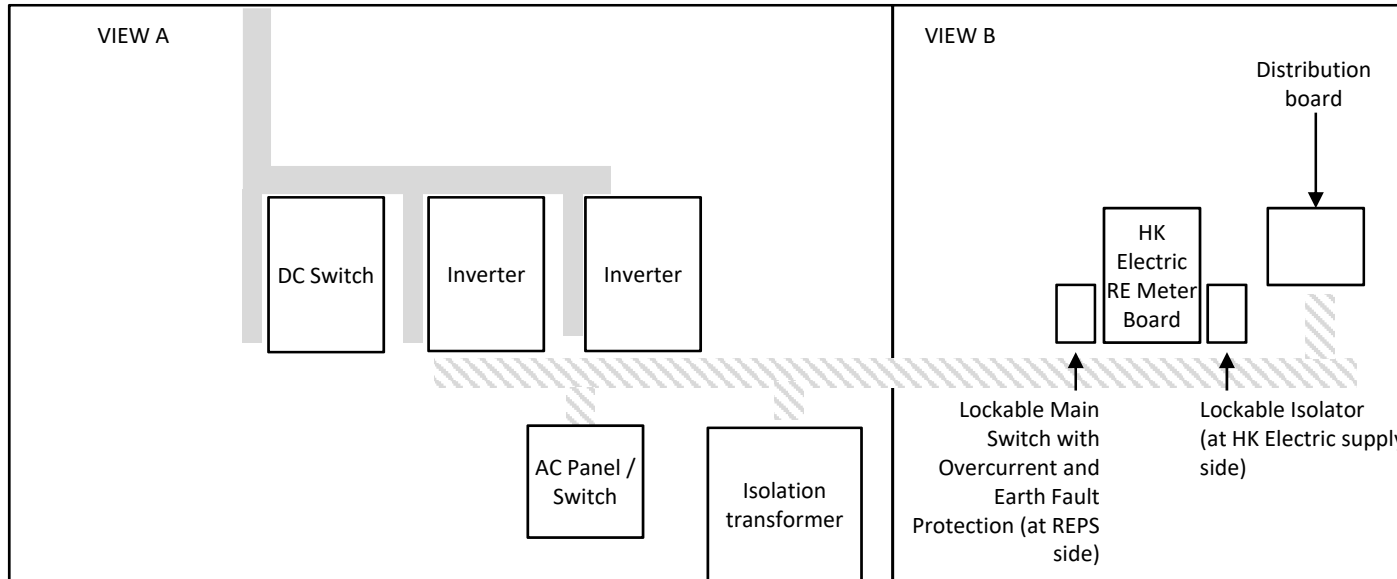 VIEW A
DC Switch
Inverter
Inverter
AC Panel /
Switch
Isolation
transformer
VIEW B
Distribution
board
HK
Electric
RE Meter
Board
Lockable Main
Switch with
Overcurrent and
Earth Fault
Protection (at REPS
side)
Lockable Isolator
(at HK Electric supply
side)